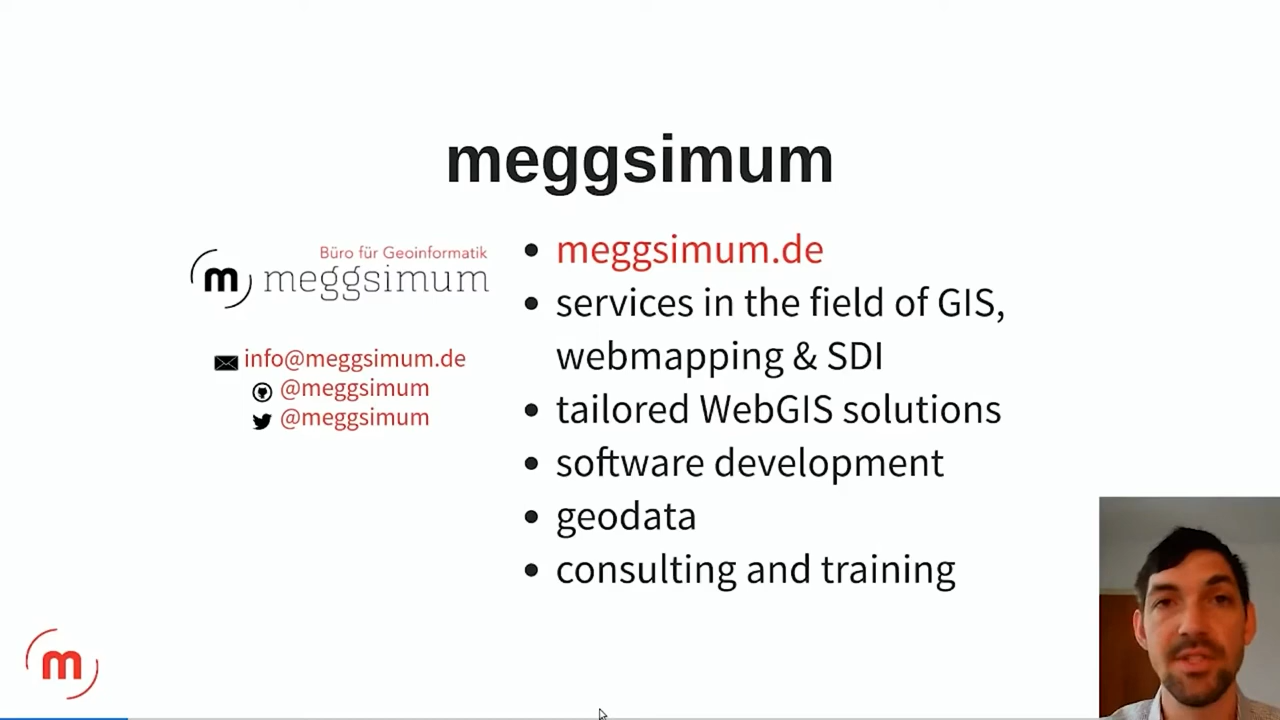 meggsimum
Büro für Geoinformatik
m meggsimum
info@meggsimum.de
@meggsimum
@meggsimum
• meggsimum.de
• services in the field of GIS,
webmapping & SDI
• tailored WebGIS solutions
• software development
• geodata
• consulting and training
m